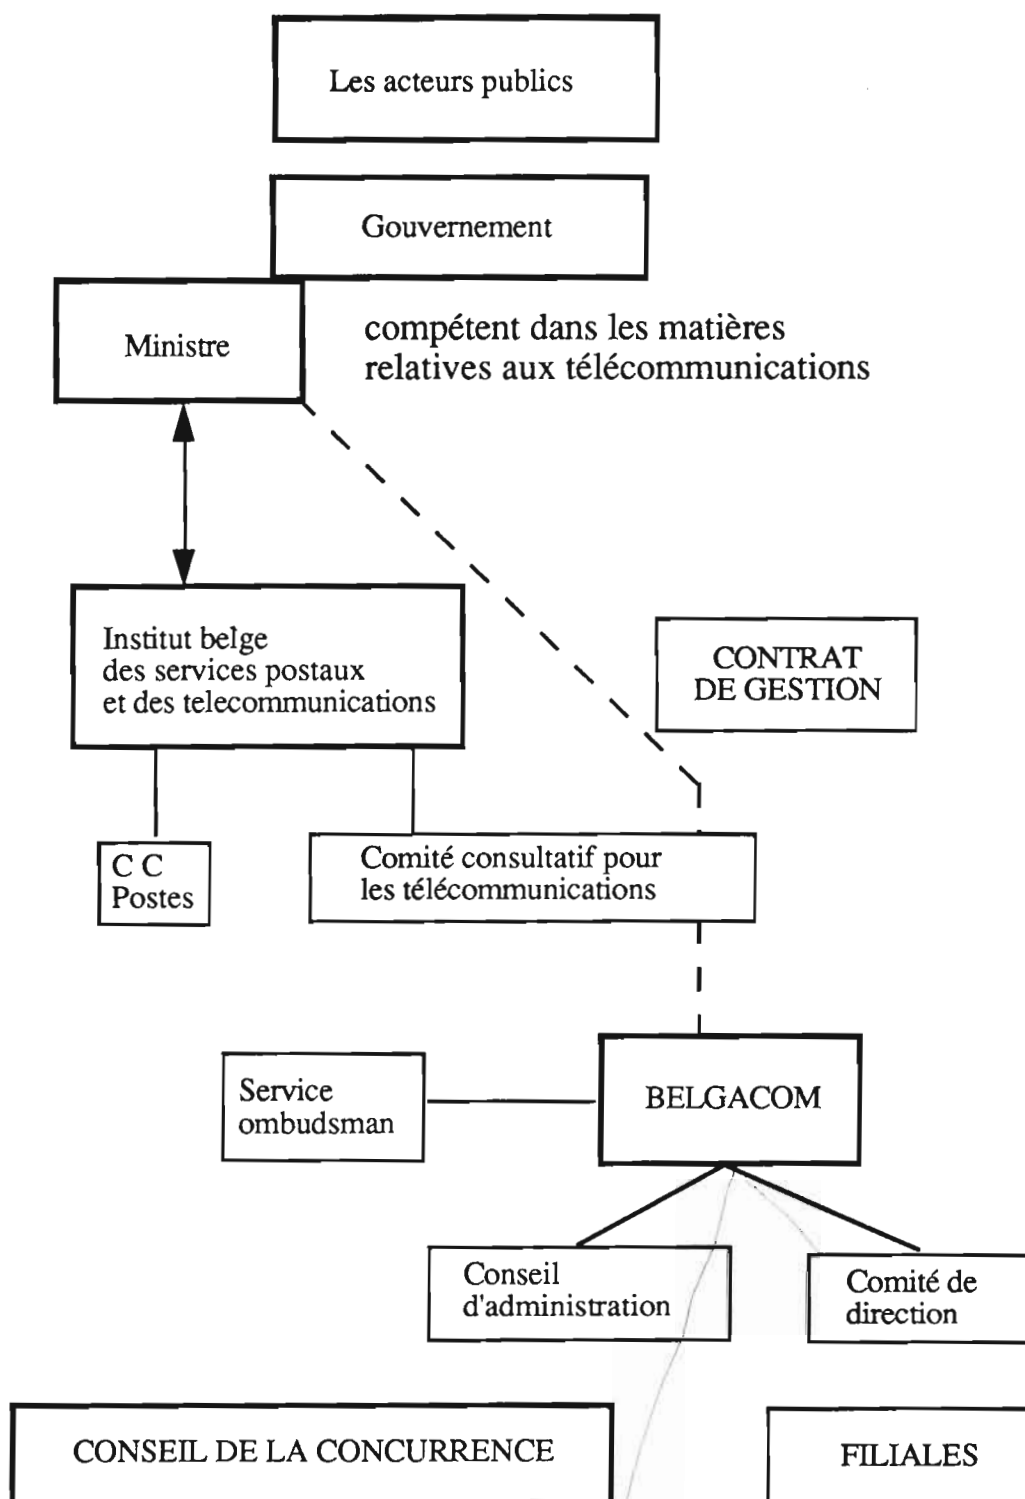 Les acteurs publics
Gouvernement
Ministre
compétent dans les matières
relatives aux télécommunications
Institut belge
des services postaux
et des telecommunications
CONTRAT
DE GESTION
C C
Postes
Comité consultatif pour
les télécommunications
Service
ombudsman
BELGACOM
Conseil
d'administration
Comité de
direction
CONSEIL DE LA CONCURRENCE
FILIALES